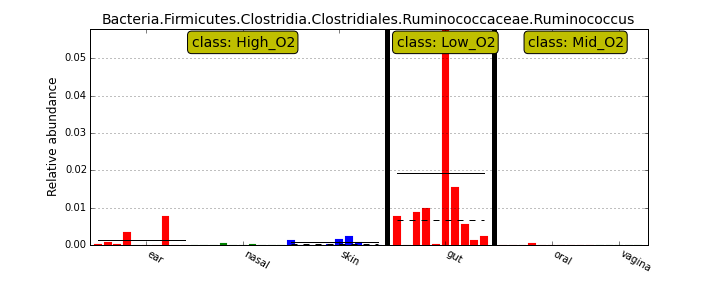 Bacteria.Firmicutes.Clostridia.Clostridiales.Ruminococcaceae.Ruminococcus
class: High_O2 class: Low_O2 class: Mid_O2
Relative abundance
0.05
0.04
0.03
0.02
0.01
0.00
ear nasal skin gut oral vagina